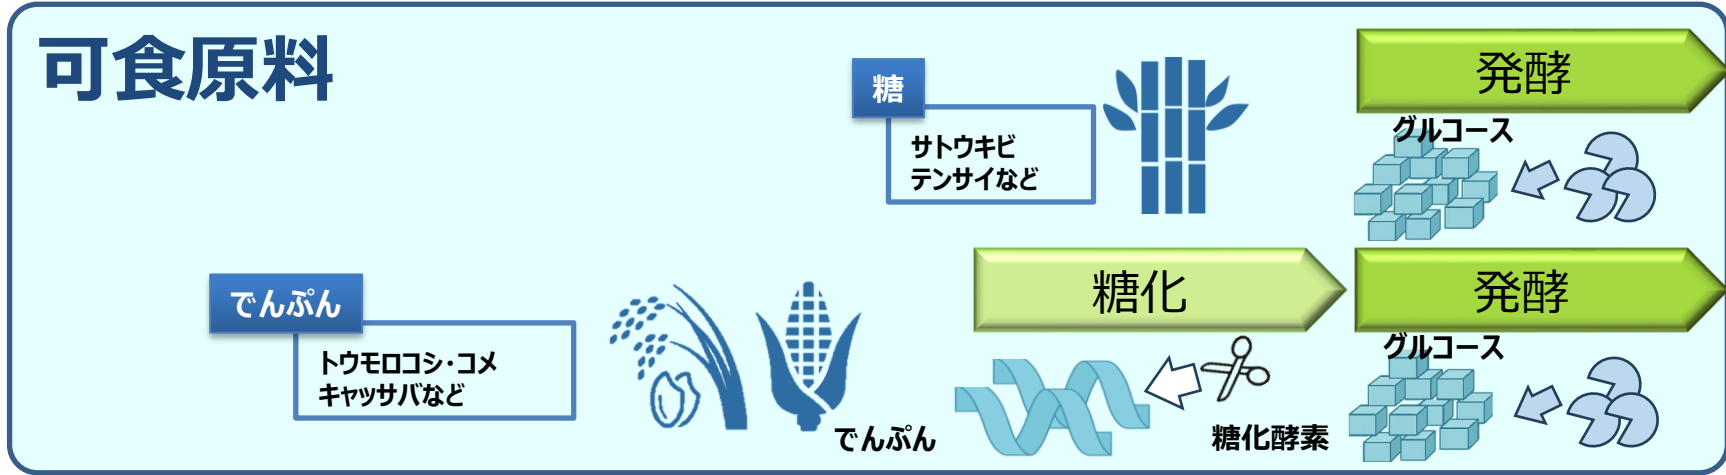 可食原料
糖
サトウキビ
テンサイなど
発酵
グルコース
でんぷん
トウモロコシ・コメ
キャッサバなど
でんぷん
糖化
糖化酵素
発酵
グルコース